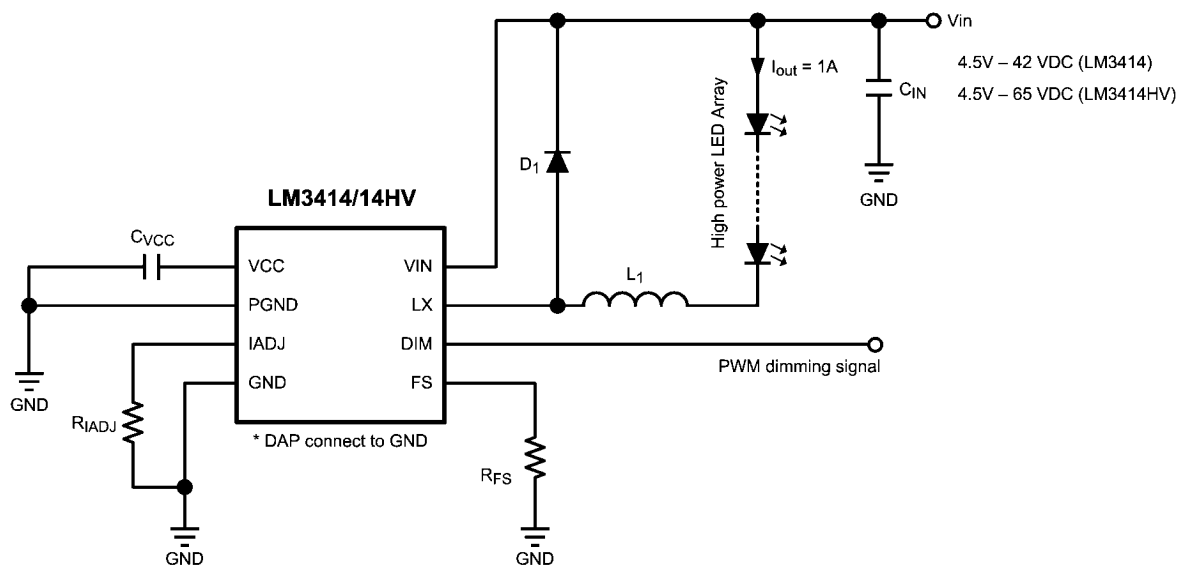 Vin
4.5V – 42 VDC (LM3414)
4.5V – 65 VDC (LM3414HV)
Iout = 1A
CIN
GND
High power LED Array
D1
LM3414/14HV
CVCC
VCC
VIN
L1
PGND
LX
IADJ
DIM
PWM dimming signal
GND
FS
GND
RIADJ
* DAP connect to GND
RFS
GND
GND